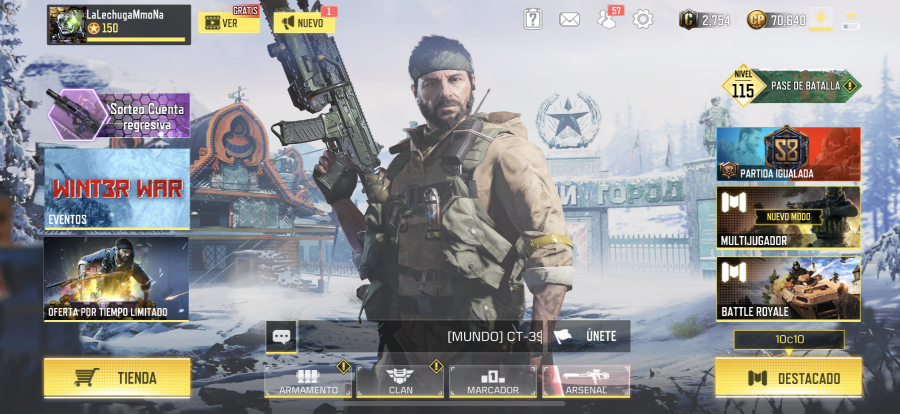 LaLechugaMmoNa
150
GRATIS
VER
NUEVO
1
57
2,754
CP
70,640
NIVEL
115
PASE DE BATALLA
Sorteo Cuenta
regresiva
WINT3R WAR
EVENTOS
OFERTA POR TIEMPO LIMITADO
ГОРОД
S8
PARTIDA IGUALADA
NUEVO MODO
MULTIJUGADOR
BATTLE ROYALE
[MUNDO] CT-39
ÚNETE
10c10
TIENDA
ARMAMENTO
CLAN
MARCADOR
ARSENAL
DESTACADO